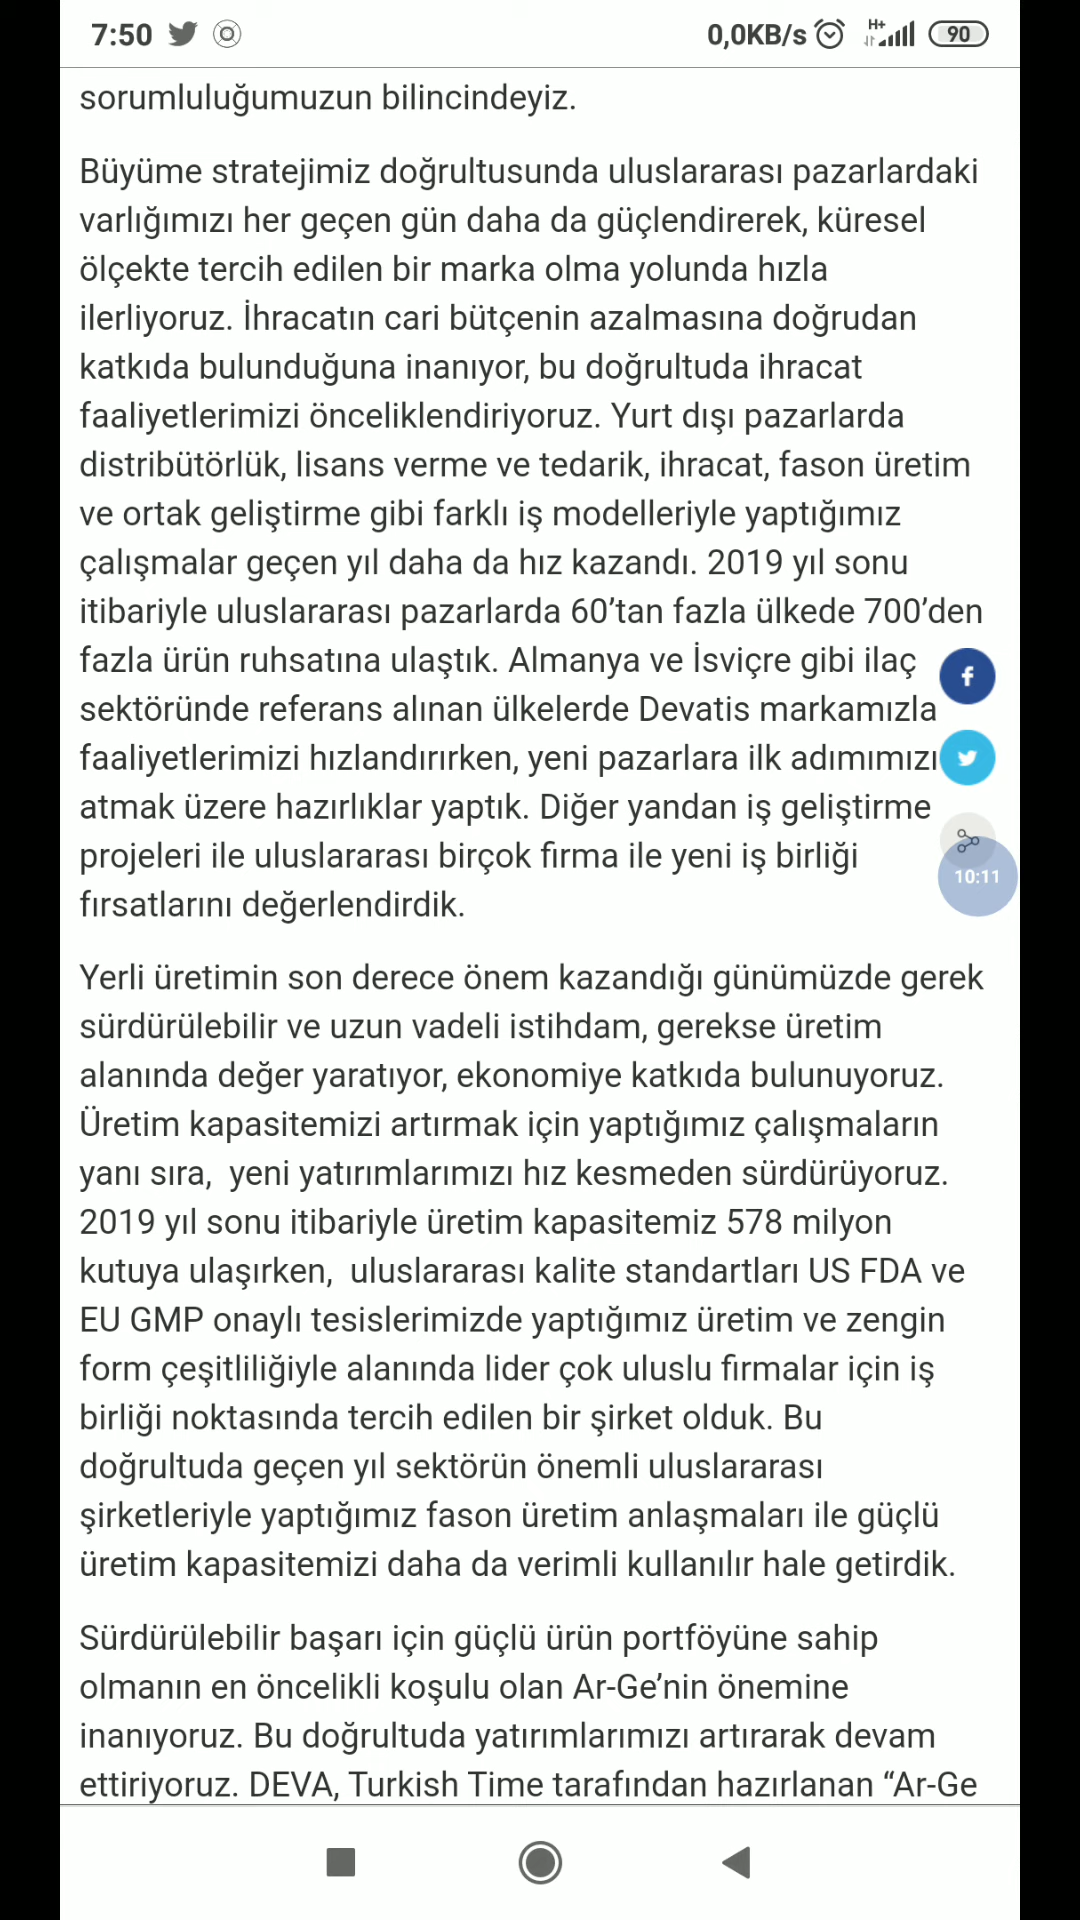 7:50 0,0KB/s H+ 90
sorumluluğumuzun bilincindeyiz.
Büyüme stratejimiz doğrultusunda uluslararası pazarlardaki
varlığımızı her geçen gün daha da güçlendirerek, küresel
ölçekte tercih edilen bir marka olma yolunda hızla
ilerliyoruz. İhracatın cari bütçenin azalmasına doğrudan
katkıda bulunduğuna inanıyor, bu doğrultuda ihracat
faaliyetlerimizi önceliklendiriyoruz. Yurt dışı pazarlarda
distribütörlük, lisans verme ve tedarik, ihracat, fason üretim
ve ortak geliştirme gibi farklı iş modelleriyle yaptığımız
çalışmalar geçen yıl daha da hız kazandı. 2019 yıl sonu
itibariyle uluslararası pazarlarda 60’tan fazla ülkede 700’den
fazla ürün ruhsatına ulaştık. Almanya ve İsviçre gibi ilaç
sektöründe referans alınan ülkelerde Devatis markamızla
faaliyetlerimizi hızlandırırken, yeni pazarlara ilk adımımızı
atmak üzere hazırlıklar yaptık. Diğer yandan iş geliştirme
projeleri ile uluslararası birçok firma ile yeni iş birliği
10:11
fırsatlarını değerlendirdik.
Yerli üretimin son derece önem kazandığı günümüzde gerek
sürdürülebilir ve uzun vadeli istihdam, gerekse üretim
alanında değer yaratıyor, ekonomiye katkıda bulunuyoruz.
Üretim kapasitemizi artırmak için yaptığımız çalışmaların
yanı sıra,  yeni yatırımlarımızı hız kesmeden sürdürüyoruz.
2019 yıl sonu itibariyle üretim kapasitemiz 578 milyon
kutuya ulaşırken,  uluslararası kalite standartları US FDA ve
EU GMP onaylı tesislerimizde yaptığımız üretim ve zengin
form çeşitliliğiyle alanında lider çok uluslu firmalar için iş
birliği noktasında tercih edilen bir şirket olduk. Bu
doğrultuda geçen yıl sektörün önemli uluslararası
şirketleriyle yaptığımız fason üretim anlaşmaları ile güçlü
üretim kapasitemizi daha da verimli kullanılır hale getirdik.
Sürdürülebilir başarı için güçlü ürün portföyüne sahip
olmanın en öncelikli koşulu olan Ar-Ge’nin önemine
inanıyoruz. Bu doğrultuda yatırımlarımızı artırarak devam
ettiriyoruz. DEVA, Turkish Time tarafından hazırlanan “Ar-Ge